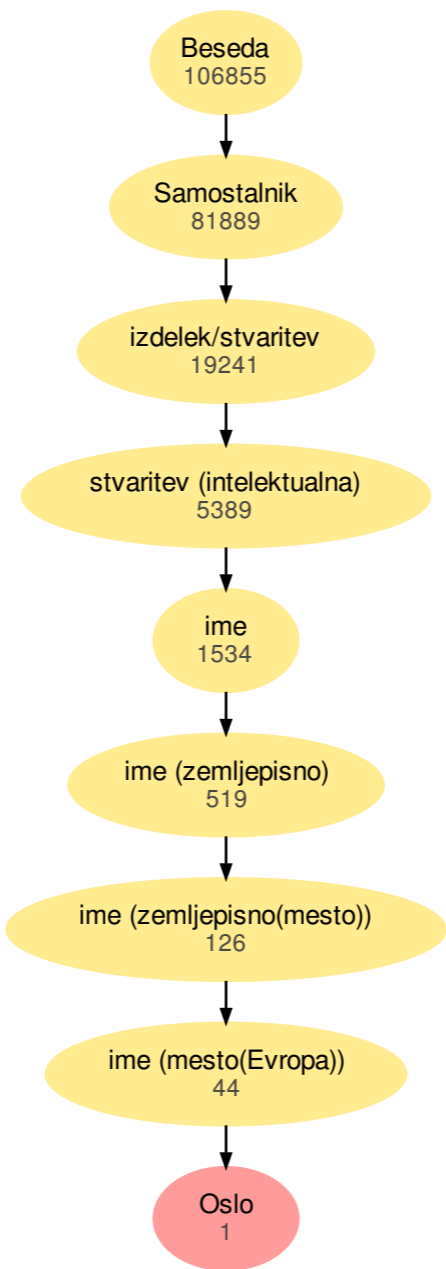 Beseda
106855
Samostalnik
81889
izdelek/stvaritev
19241
stvaritev (intelektualna)
5389
ime
1534
ime (zemljepisno)
519
ime (zemljepisno(mesto))
126
ime (mesto(Evropa))
44
Oslo
1